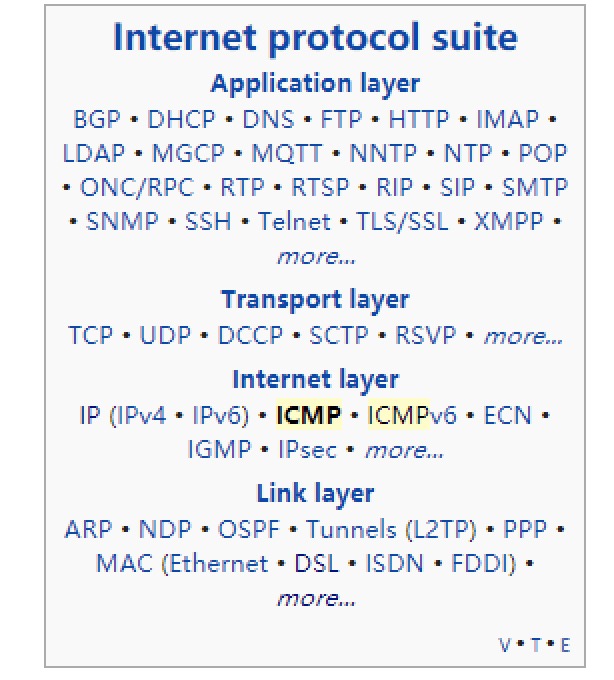 Internet protocol suite
Application layer
BGP • DHCP • DNS • FTP • HTTP • IMAP •
LDAP • MGCP • MQTT • NNTP • NTP • POP
• ONC/RPC • RTP • RTSP • RIP • SIP • SMTP
• SNMP • SSH • Telnet • TLS/SSL • XMPP •
more...
Transport layer
TCP • UDP • DCCP • SCTP • RSVP • more...
Internet layer
IP (IPv4 • IPv6) • ICMP • ICMPv6 • ECN •
IGMP • IPsec • more...
Link layer
ARP • NDP • OSPF • Tunnels (L2TP) • PPP •
MAC (Ethernet • DSL • ISDN • FDDI) •
more...
V • T • E